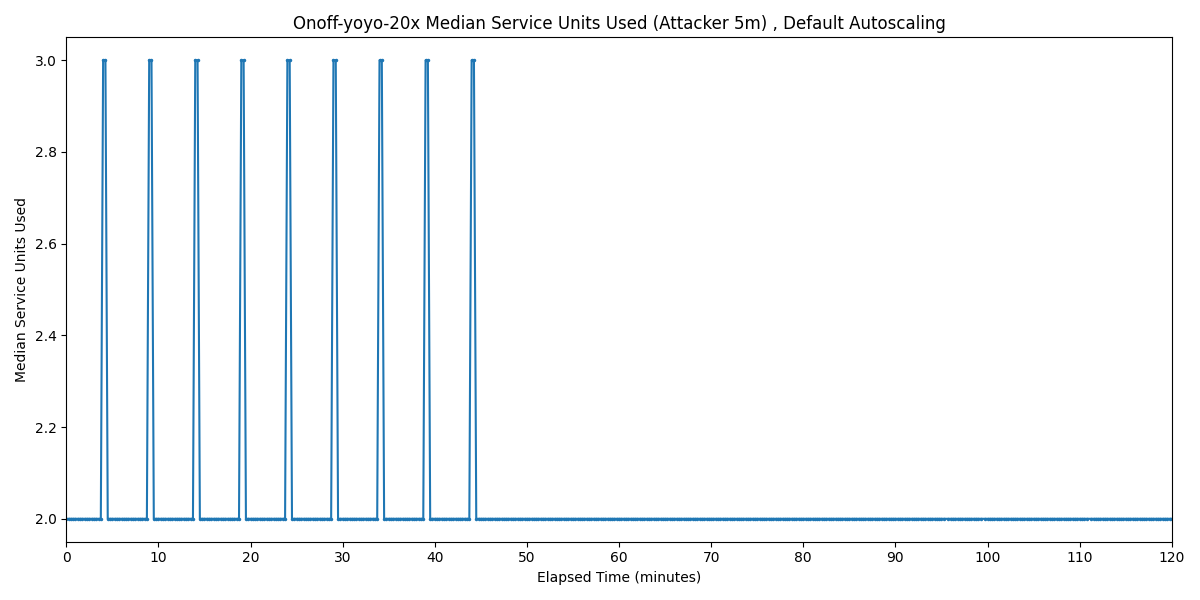 Onoff-yoyo-20x Median Service Units Used (Attacker 5m) , Default Autoscaling
3.0
2.8
2.6
2.4
2.2
2.0
Median Service Units Used
0 10 20 30 40 50 60 70 80 90 100 110 120
Elapsed Time (minutes)